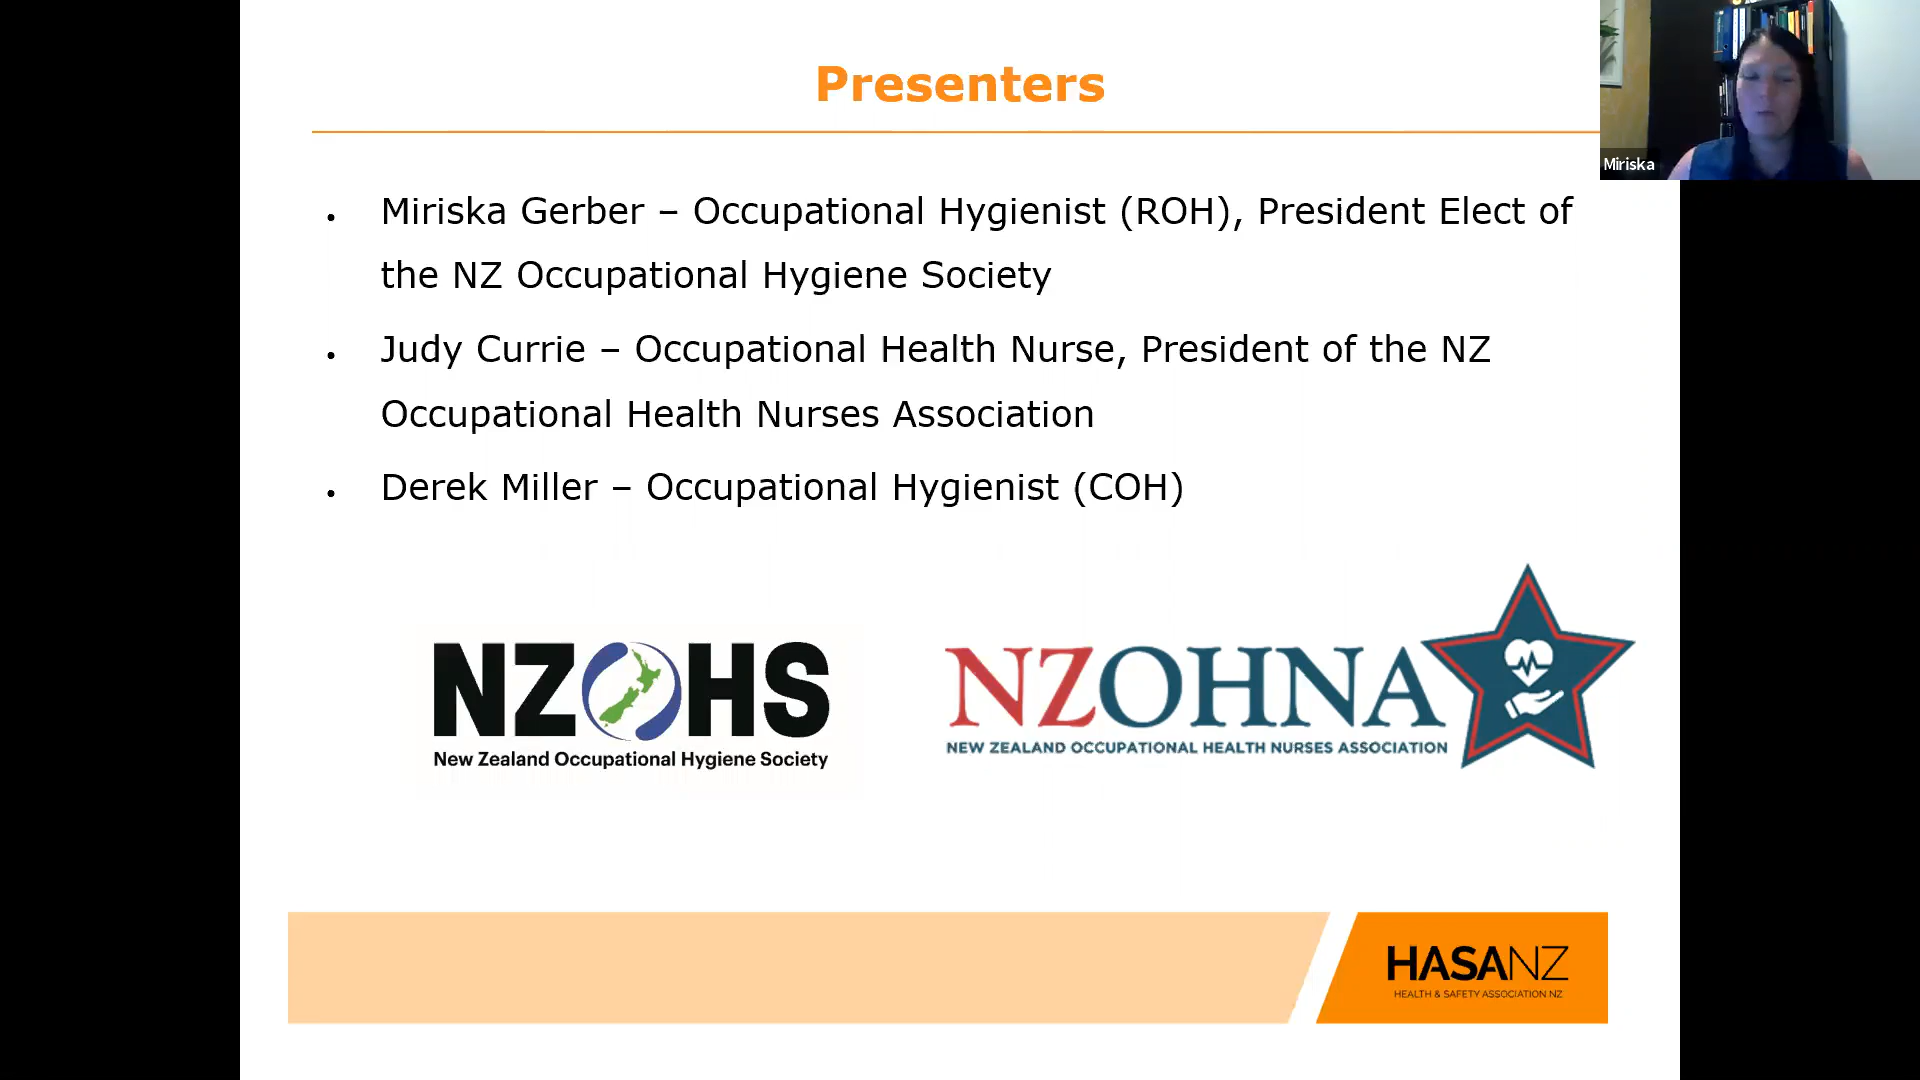 Presenters
Miriska
• Miriska Gerber – Occupational Hygienist (ROH), President Elect of
the NZ Occupational Hygiene Society
• Judy Currie – Occupational Health Nurse, President of the NZ
Occupational Health Nurses Association
• Derek Miller – Occupational Hygienist (COH)
NZOHS
New Zealand Occupational Hygiene Society
NZOHNA
NEW ZEALAND OCCUPATIONAL HEALTH NURSES ASSOCIATION
HASANZ
HEALTH & SAFETY ASSOCIATION NZ